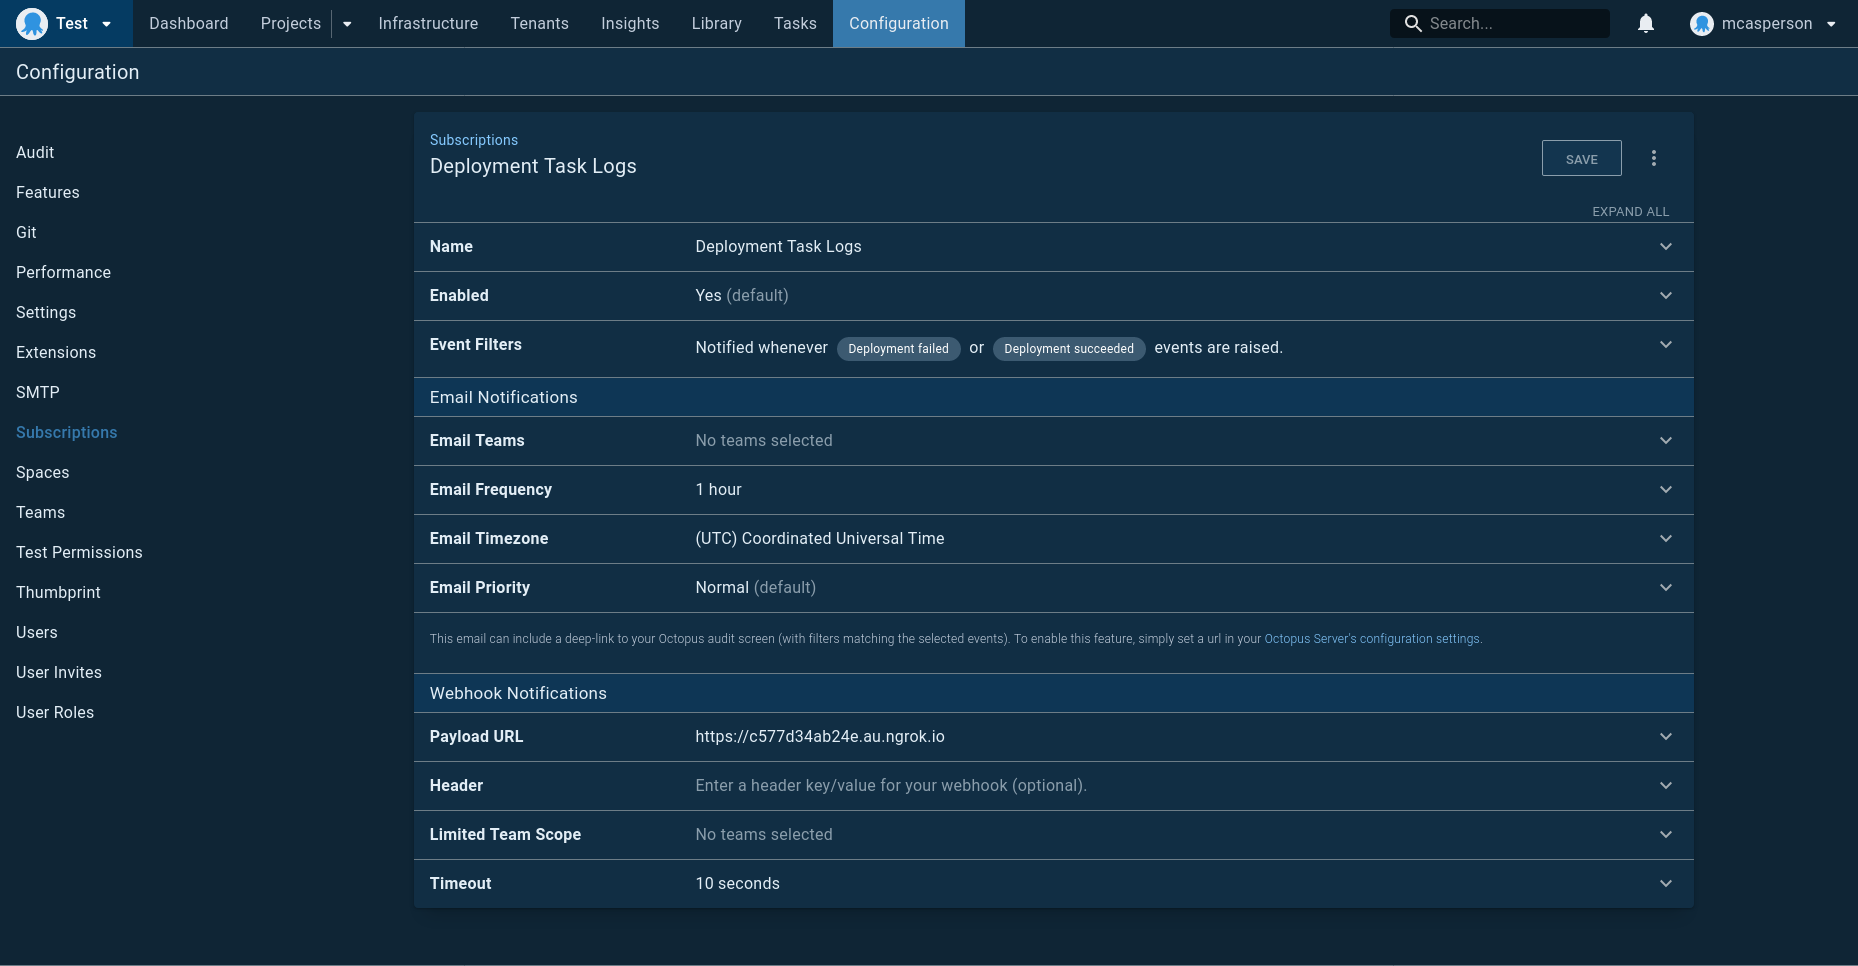 Test Dashboard Projects Infrastructure Tenants Insights Library Tasks Configuration Search... mcasperson
Configuration
Audit
Features
Git
Performance
Settings
Extensions
SMTP
Subscriptions
Spaces
Teams
Test Permissions
Thumbprint
Users
User Invites
User Roles
Subscriptions
Deployment Task Logs
SAVE
EXPAND ALL
Name Deployment Task Logs
Enabled Yes (default)
Event Filters Notified whenever Deployment failed or Deployment succeeded events are raised.
Email Notifications
Email Teams No teams selected
Email Frequency 1 hour
Email Timezone (UTC) Coordinated Universal Time
Email Priority Normal (default)
This email can include a deep-link to your Octopus audit screen (with filters matching the selected events). To enable this feature, simply set a url in your Octopus Server's configuration settings.
Webhook Notifications
Payload URL https://c577d34ab24e.au.ngrok.io
Header Enter a header key/value for your webhook (optional).
Limited Team Scope No teams selected
Timeout 10 seconds